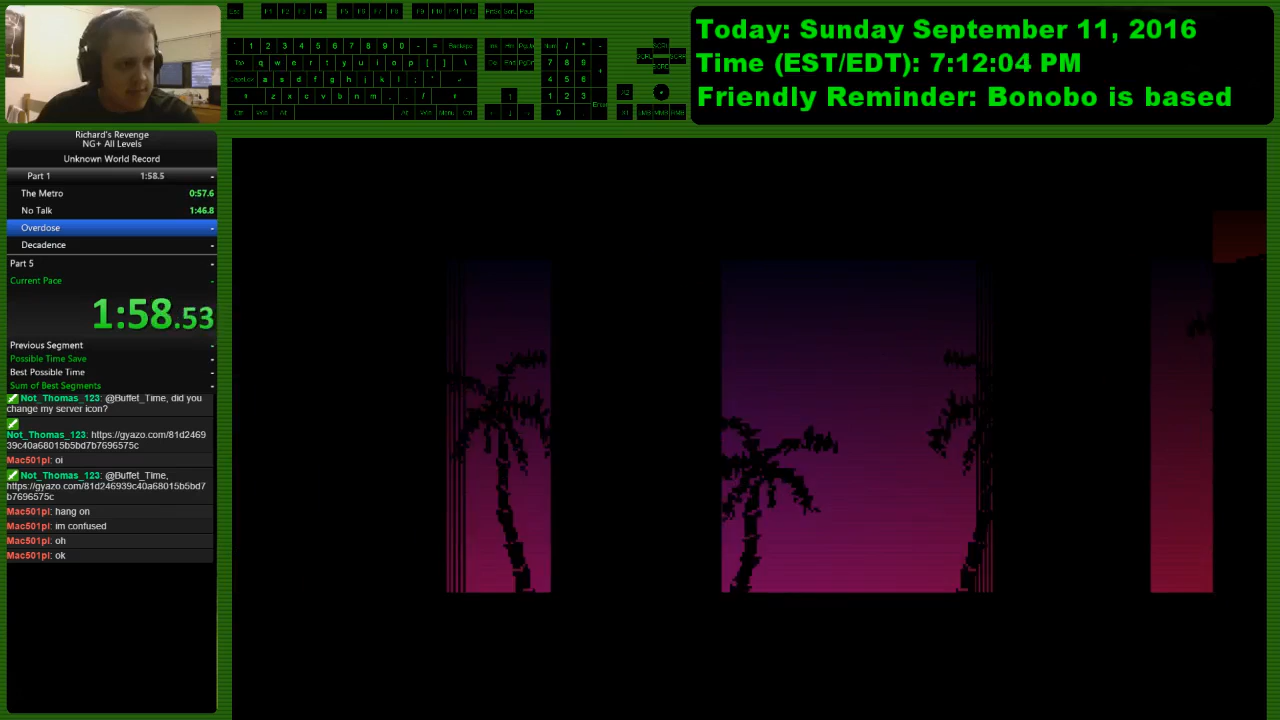 Today: Sunday September 11, 2016
Time (EST/EDT): 7:12:04 PM
Friendly Reminder: Bonobo is based
Richard's Revenge
NG+ All Levels
Unknown World Record
Part 1 1:58.5 -
The Metro 0:57.6
No Talk 1:46.8
Overdose -
Decadence -
Part 5 -
Current Pace -
1:58.53
Previous Segment -
Possible Time Save -
Best Possible Time -
Sum of Best Segments -
Not_Thomas_123: @Buffet_Time, did you
change my server icon?
Not_Thomas_123: https://gyazo.com/81d2469
39c40a68015b5bd7b7696575c
Mac501pl: oi
Not_Thomas_123: @Buffet_Time,
https://gyazo.com/81d246939c40a68015b5bd7
b7696575c
Mac501pl: hang on
Mac501pl: im confused
Mac501pl: oh
Mac501pl: ok